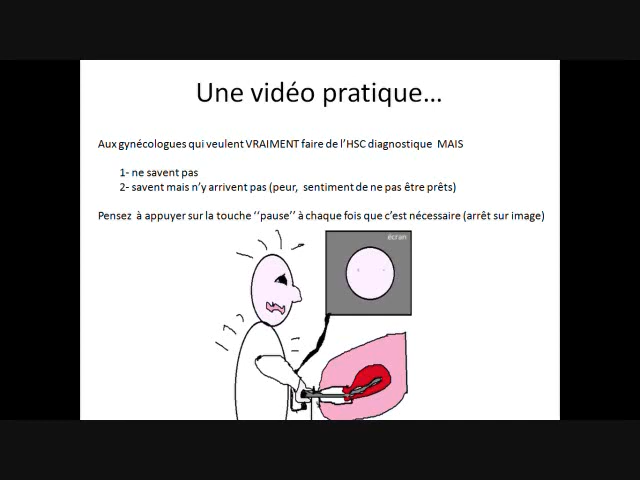 Une vidéo pratique...
Aux gynécologues qui veulent VRAIMENT faire de l'HSC diagnostique MAIS
1- ne savent pas
2- savent mais n'y arrivent pas (peur, sentiment de ne pas être prêts)
Pensez à appuyer sur la touche ''pause'' à chaque fois que c'est nécessaire (arrêt sur image)
écran